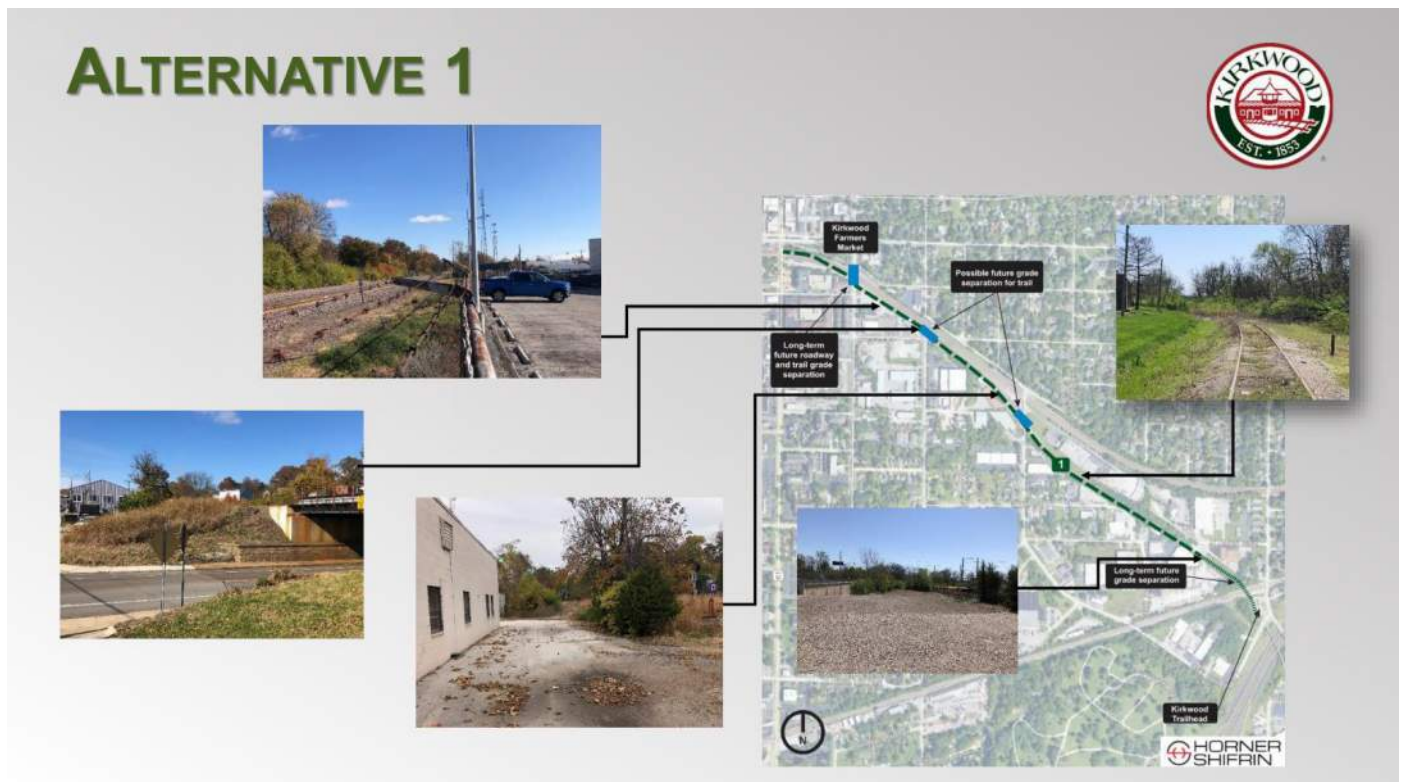 ALTERNATIVE 1
KIRKWOOD
EST. • 1853
Kirkwood
Farmers
Market
Possible future grade
separation for trail
Long-term
future roadway
and trail grade
separation
1
Long-term future
grade separation
Kirkwood
Trailhead
N
HORNER
SHIFRIN